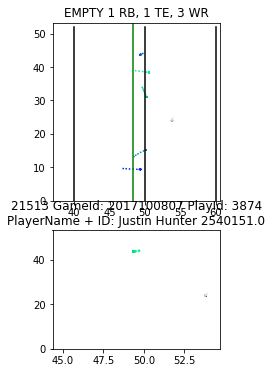 EMPTY 1 RB, 1 TE, 3 WR
50
40
30
20
10
0
40 45 50 55 60
21513 GameId: 2017100807 PlayId: 3874
PlayerName + ID: Justin Hunter 2540151.0
40
20
0
45.0 47.5 50.0 52.5